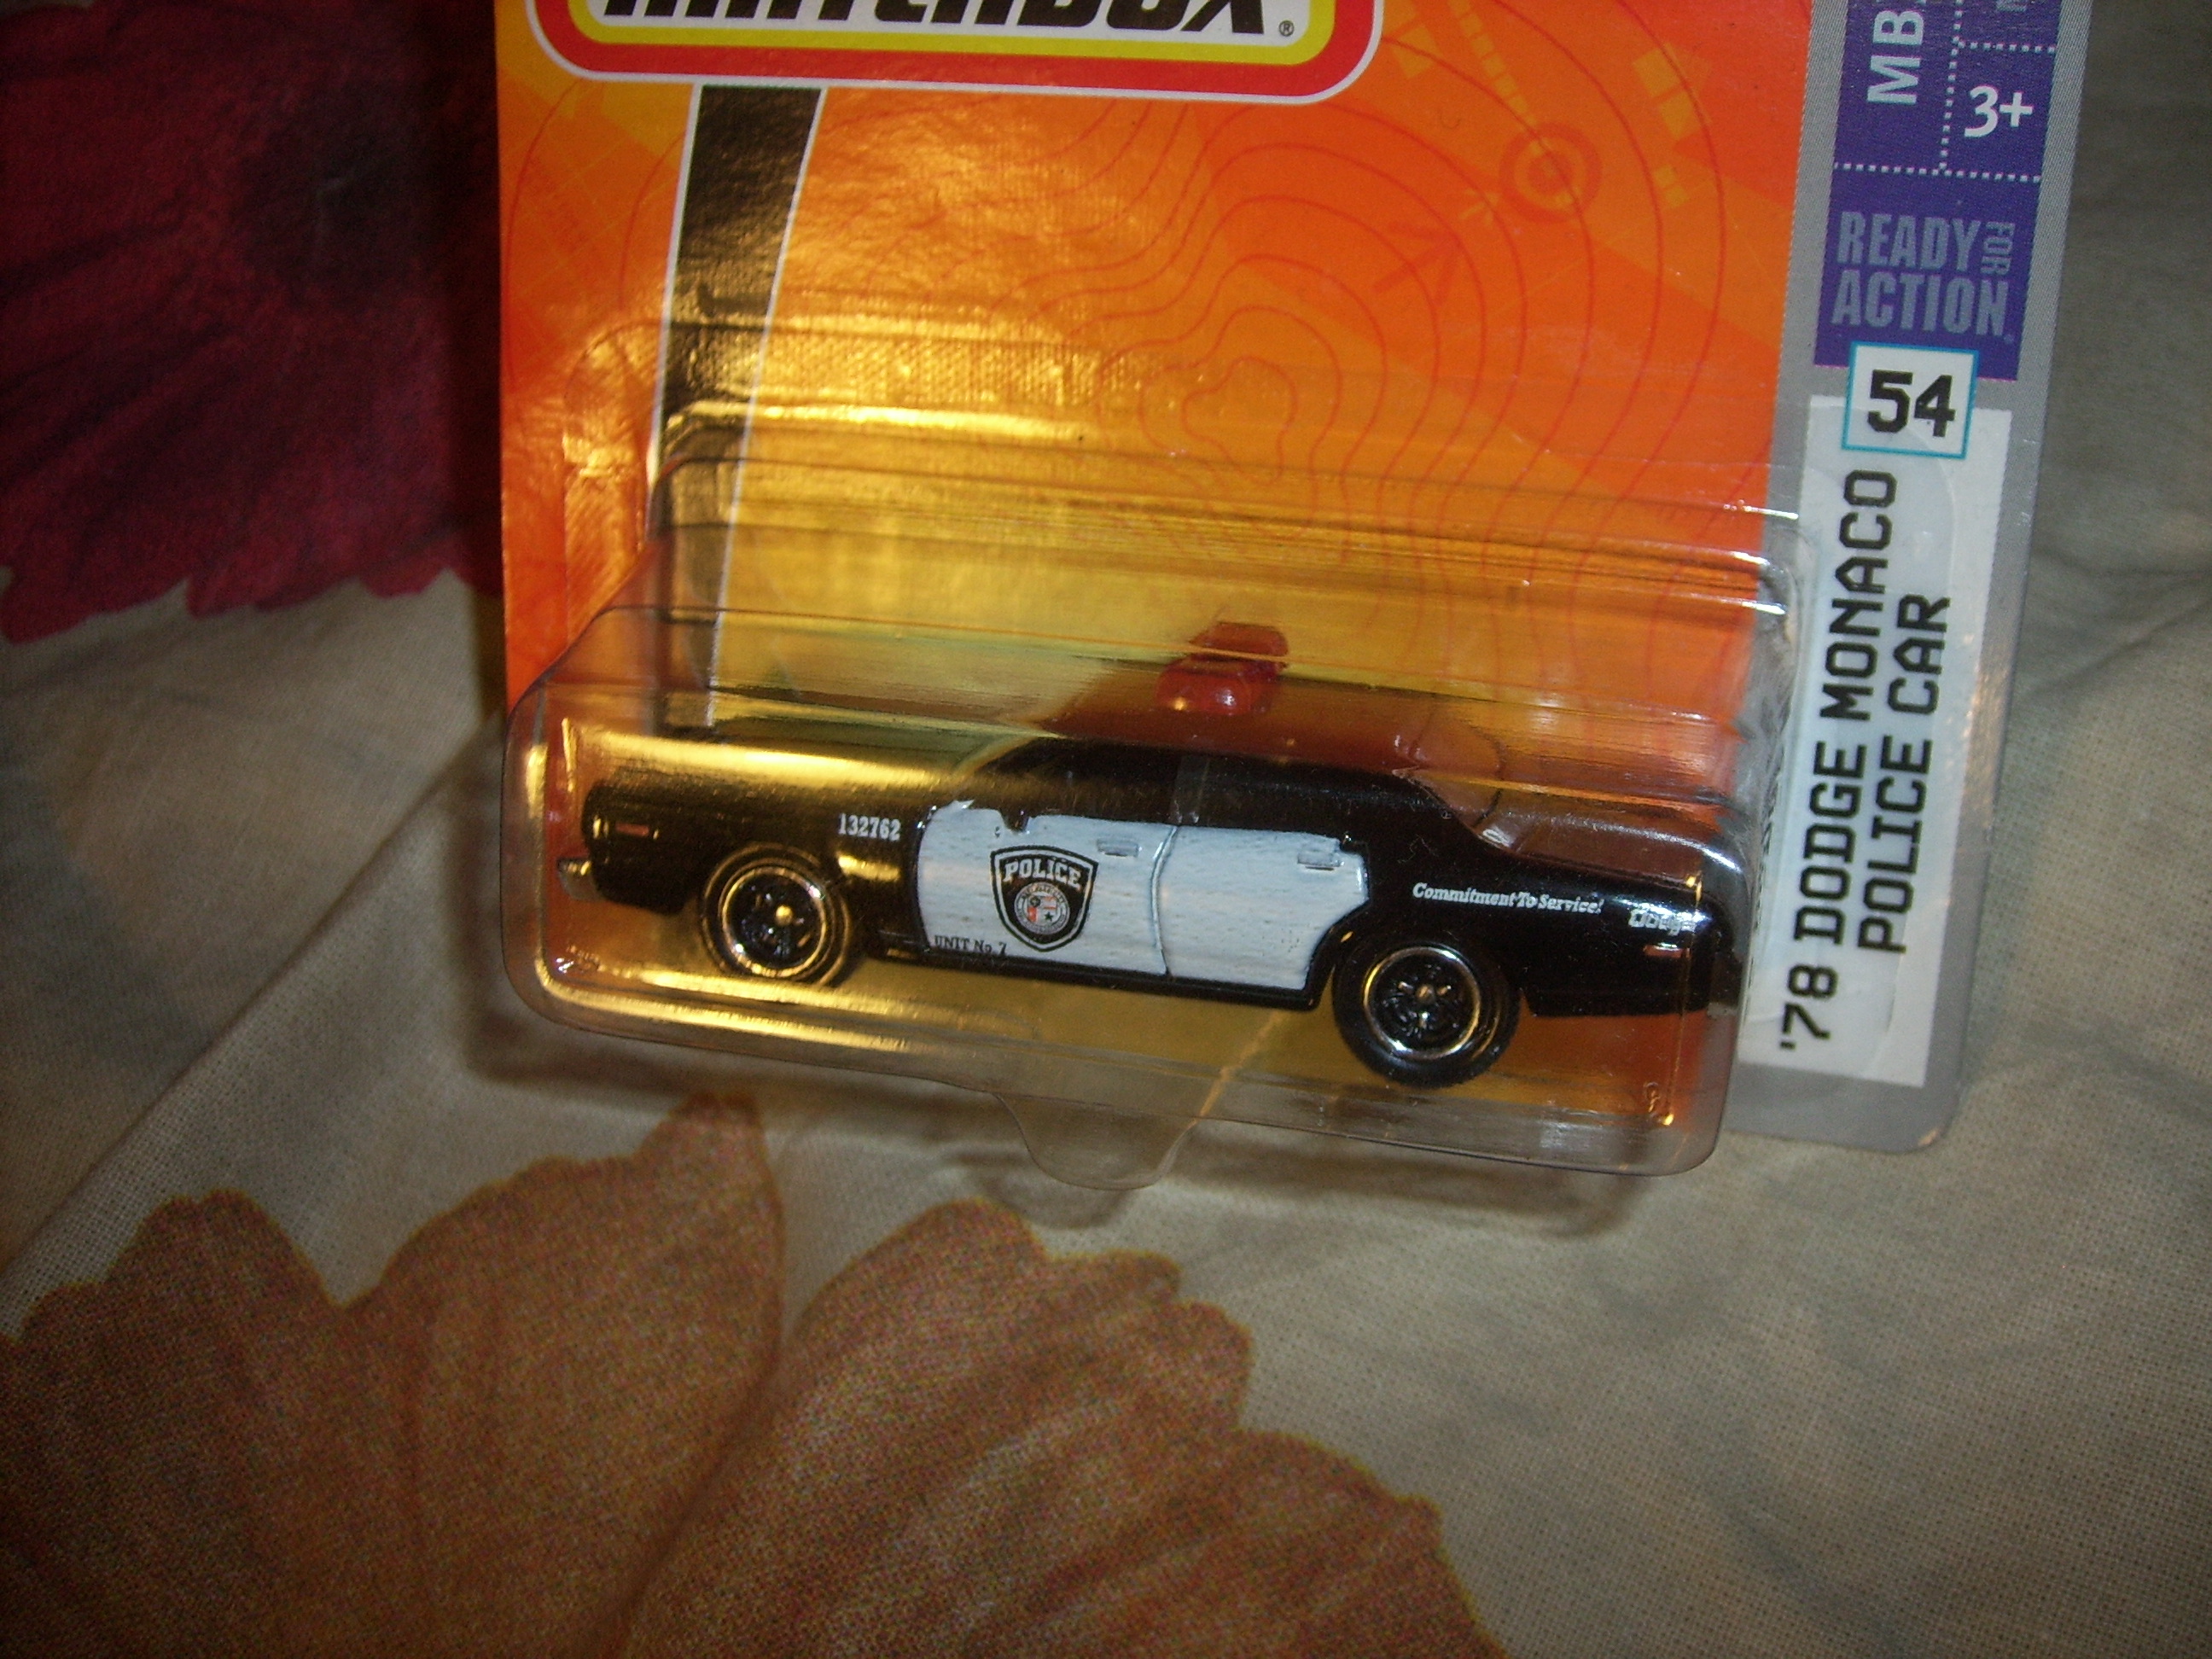 MATCHBOX®
MB
3+
READY FOR ACTION
54
'78 DODGE MONACO
POLICE CAR
132762
POLICE
UNIT No. 7
Commitment To Service!
Dodge